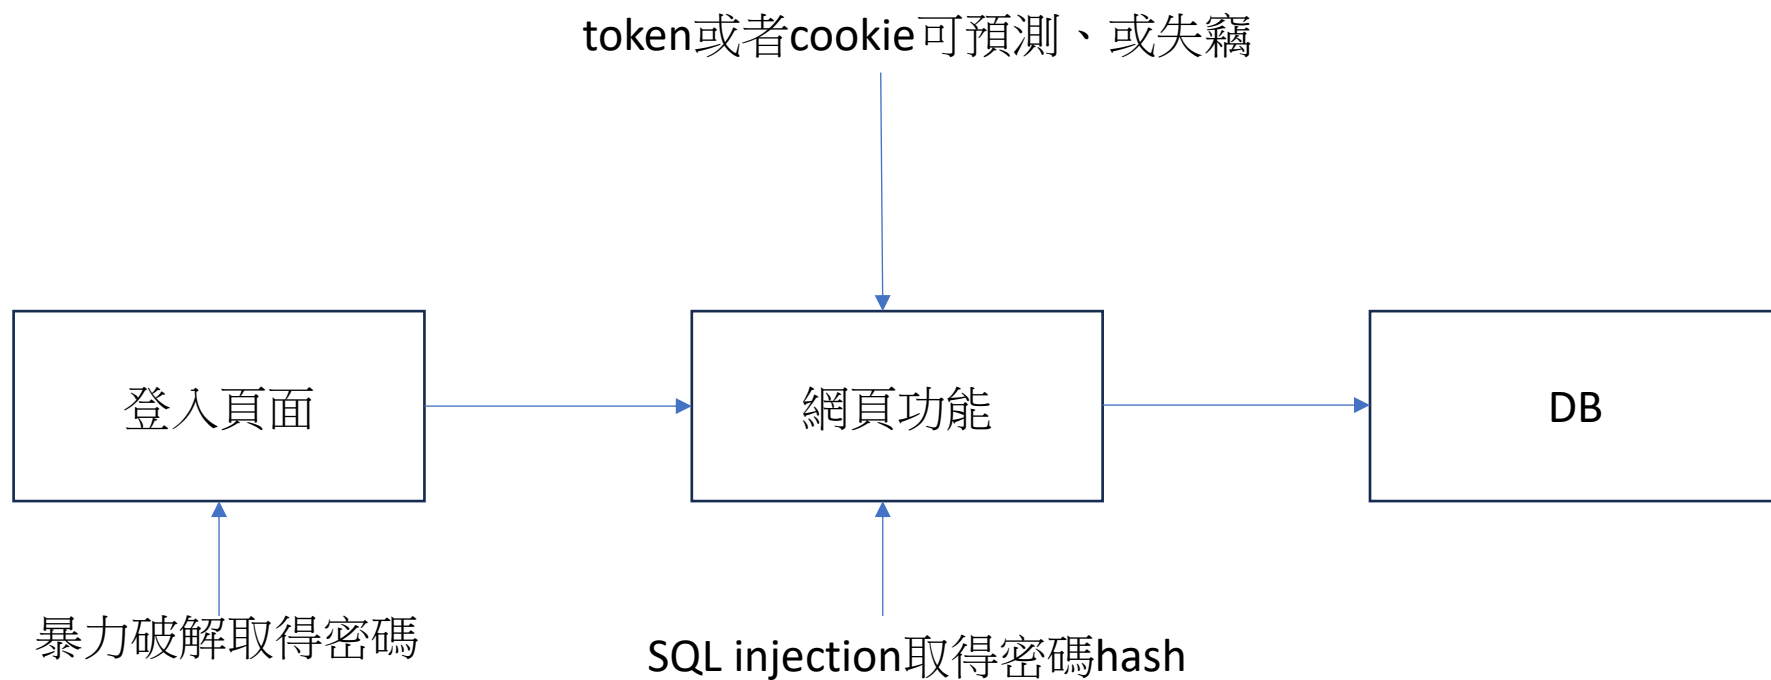 token或者cookie可預測、或失竊
登入頁面
網頁功能
DB
暴力破解取得密碼
SQL injection取得密碼hash